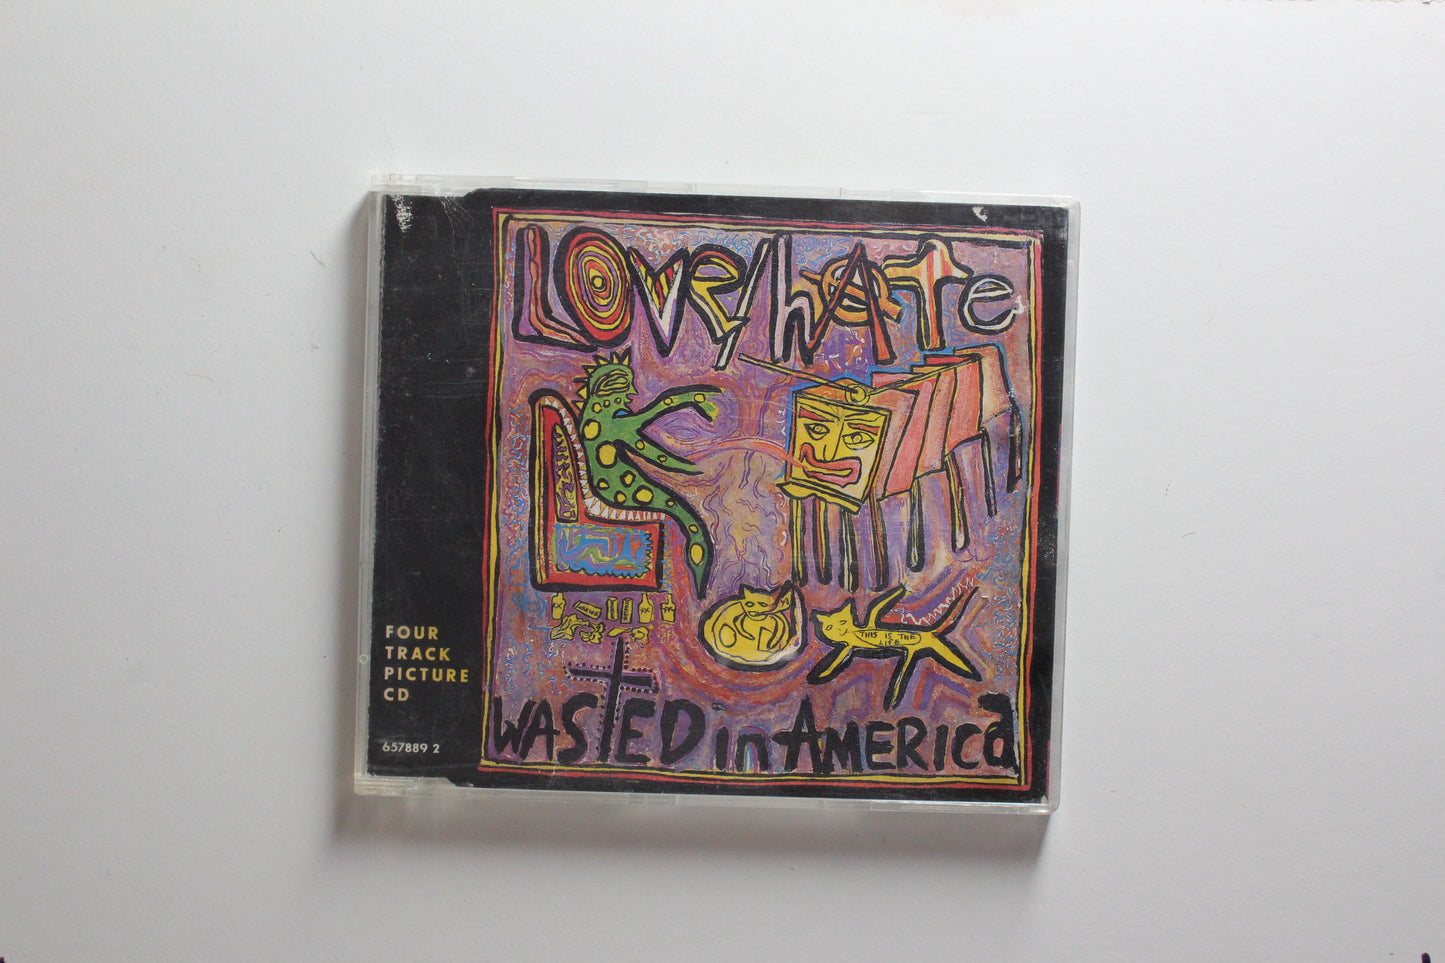 LOVE/hATe
FOUR
TRACK
PICTURE
CD
THIS IS THE
LIFE
WASTED in AMERICa
657889 2